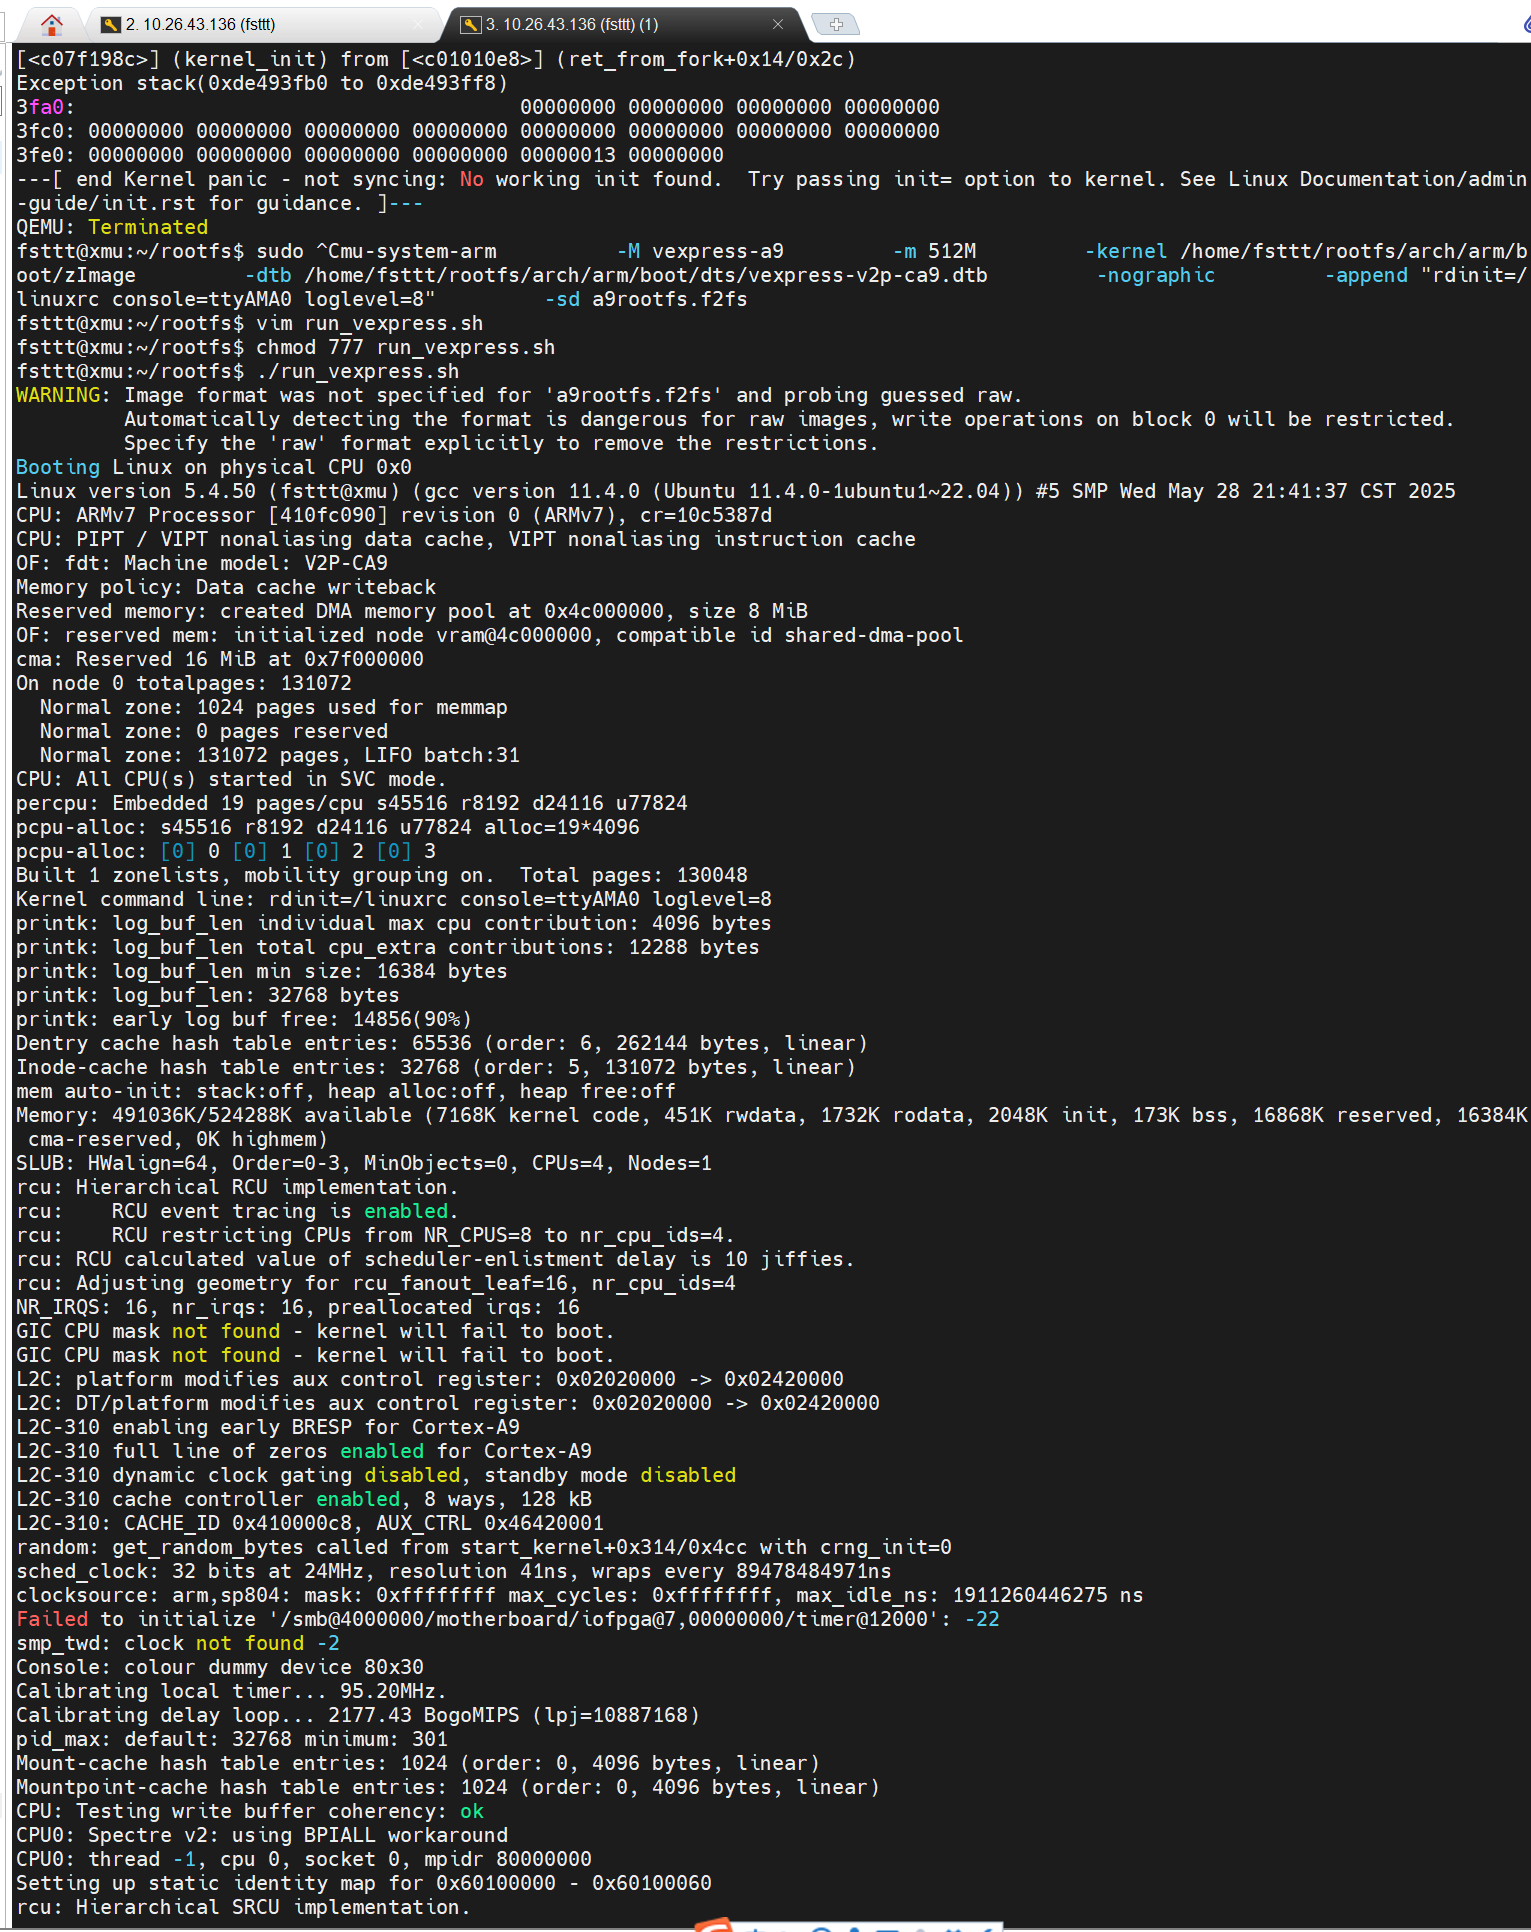 2. 10.26.43.136 (fsttt)
3. 10.26.43.136 (fsttt) (1)
[<c07f198c>] (kernel_init) from [<c01010e8>] (ret_from_fork+0x14/0x2c)
Exception stack(0xde493fb0 to 0xde493ff8)
3fa0:                                     00000000 00000000 00000000 00000000
3fc0: 00000000 00000000 00000000 00000000 00000000 00000000 00000000 00000000
3fe0: 00000000 00000000 00000000 00000000 00000013 00000000
---[ end Kernel panic - not syncing: No working init found.  Try passing init= option to kernel. See Linux Documentation/admin
-guide/init.rst for guidance. ]---
QEMU: Terminated
fsttt@xmu:~/rootfs$ sudo ^Cmu-system-arm          -M vexpress-a9         -m 512M         -kernel /home/fsttt/rootfs/arch/arm/b
oot/zImage         -dtb /home/fsttt/rootfs/arch/arm/boot/dts/vexpress-v2p-ca9.dtb         -nographic         -append "rdinit=/
linuxrc console=ttyAMA0 loglevel=8"         -sd a9rootfs.f2fs
fsttt@xmu:~/rootfs$ vim run_vexpress.sh
fsttt@xmu:~/rootfs$ chmod 777 run_vexpress.sh
fsttt@xmu:~/rootfs$ ./run_vexpress.sh
WARNING: Image format was not specified for 'a9rootfs.f2fs' and probing guessed raw.
         Automatically detecting the format is dangerous for raw images, write operations on block 0 will be restricted.
         Specify the 'raw' format explicitly to remove the restrictions.
Booting Linux on physical CPU 0x0
Linux version 5.4.50 (fsttt@xmu) (gcc version 11.4.0 (Ubuntu 11.4.0-1ubuntu1~22.04)) #5 SMP Wed May 28 21:41:37 CST 2025
CPU: ARMv7 Processor [410fc090] revision 0 (ARMv7), cr=10c5387d
CPU: PIPT / VIPT nonaliasing data cache, VIPT nonaliasing instruction cache
OF: fdt: Machine model: V2P-CA9
Memory policy: Data cache writeback
Reserved memory: created DMA memory pool at 0x4c000000, size 8 MiB
OF: reserved mem: initialized node vram@4c000000, compatible id shared-dma-pool
cma: Reserved 16 MiB at 0x7f000000
On node 0 totalpages: 131072
  Normal zone: 1024 pages used for memmap
  Normal zone: 0 pages reserved
  Normal zone: 131072 pages, LIFO batch:31
CPU: All CPU(s) started in SVC mode.
percpu: Embedded 19 pages/cpu s45516 r8192 d24116 u77824
pcpu-alloc: s45516 r8192 d24116 u77824 alloc=19*4096
pcpu-alloc: [0] 0 [0] 1 [0] 2 [0] 3
Built 1 zonelists, mobility grouping on.  Total pages: 130048
Kernel command line: rdinit=/linuxrc console=ttyAMA0 loglevel=8
printk: log_buf_len individual max cpu contribution: 4096 bytes
printk: log_buf_len total cpu_extra contributions: 12288 bytes
printk: log_buf_len min size: 16384 bytes
printk: log_buf_len: 32768 bytes
printk: early log buf free: 14856(90%)
Dentry cache hash table entries: 65536 (order: 6, 262144 bytes, linear)
Inode-cache hash table entries: 32768 (order: 5, 131072 bytes, linear)
mem auto-init: stack:off, heap alloc:off, heap free:off
Memory: 491036K/524288K available (7168K kernel code, 451K rwdata, 1732K rodata, 2048K init, 173K bss, 16868K reserved, 16384K
 cma-reserved, 0K highmem)
SLUB: HWalign=64, Order=0-3, MinObjects=0, CPUs=4, Nodes=1
rcu: Hierarchical RCU implementation.
rcu:    RCU event tracing is enabled.
rcu:    RCU restricting CPUs from NR_CPUS=8 to nr_cpu_ids=4.
rcu: RCU calculated value of scheduler-enlistment delay is 10 jiffies.
rcu: Adjusting geometry for rcu_fanout_leaf=16, nr_cpu_ids=4
NR_IRQS: 16, nr_irqs: 16, preallocated irqs: 16
GIC CPU mask not found - kernel will fail to boot.
GIC CPU mask not found - kernel will fail to boot.
L2C: platform modifies aux control register: 0x02020000 -> 0x02420000
L2C: DT/platform modifies aux control register: 0x02020000 -> 0x02420000
L2C-310 enabling early BRESP for Cortex-A9
L2C-310 full line of zeros enabled for Cortex-A9
L2C-310 dynamic clock gating disabled, standby mode disabled
L2C-310 cache controller enabled, 8 ways, 128 kB
L2C-310: CACHE_ID 0x410000c8, AUX_CTRL 0x46420001
random: get_random_bytes called from start_kernel+0x314/0x4cc with crng_init=0
sched_clock: 32 bits at 24MHz, resolution 41ns, wraps every 89478484971ns
clocksource: arm,sp804: mask: 0xffffffff max_cycles: 0xffffffff, max_idle_ns: 1911260446275 ns
Failed to initialize '/smb@4000000/motherboard/iofpga@7,00000000/timer@12000': -22
smp_twd: clock not found -2
Console: colour dummy device 80x30
Calibrating local timer... 95.20MHz.
Calibrating delay loop... 2177.43 BogoMIPS (lpj=10887168)
pid_max: default: 32768 minimum: 301
Mount-cache hash table entries: 1024 (order: 0, 4096 bytes, linear)
Mountpoint-cache hash table entries: 1024 (order: 0, 4096 bytes, linear)
CPU: Testing write buffer coherency: ok
CPU0: Spectre v2: using BPIALL workaround
CPU0: thread -1, cpu 0, socket 0, mpidr 80000000
Setting up static identity map for 0x60100000 - 0x60100060
rcu: Hierarchical SRCU implementation.